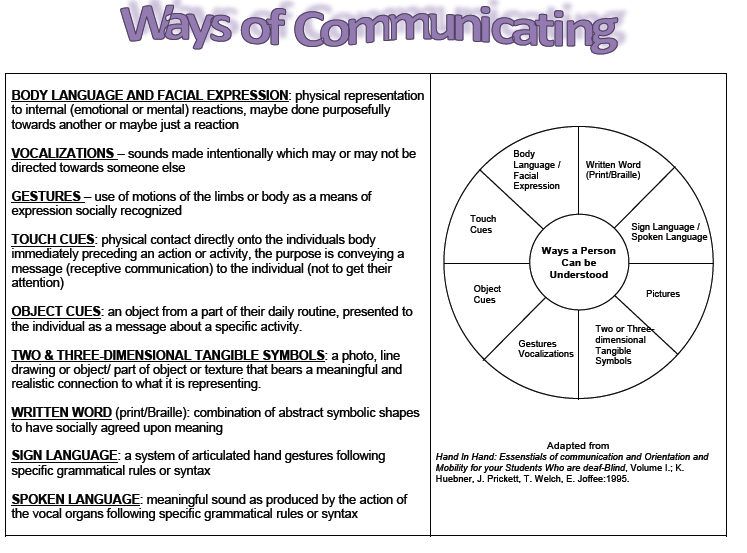 Ways of Communicating
BODY LANGUAGE AND FACIAL EXPRESSION: physical representation
to internal (emotional or mental) reactions, maybe done purposefully
towards another or maybe just a reaction
VOCALIZATIONS – sounds made intentionally which may or may not be
directed towards someone else
GESTURES – use of motions of the limbs or body as a means of
expression socially recognized
TOUCH CUES: physical contact directly onto the individuals body
immediately preceding an action or activity, the purpose is conveying a
message (receptive communication) to the individual (not to get their
attention)
OBJECT CUES: an object from a part of their daily routine, presented to
the individual as a message about a specific activity.
TWO & THREE-DIMENSIONAL TANGIBLE SYMBOLS: a photo, line
drawing or object/ part of object or texture that bears a meaningful and
realistic connection to what it is representing.
WRITTEN WORD (print/Braille): combination of abstract symbolic shapes
to have socially agreed upon meaning
SIGN LANGUAGE: a system of articulated hand gestures following
specific grammatical rules or syntax
SPOKEN LANGUAGE: meaningful sound as produced by the action of
the vocal organs following specific grammatical rules or syntax
Body
Language /
Facial
Expression
Written Word
(Print/Braille)
Sign Language /
Spoken Language
Pictures
Two or Three-
dimensional
Tangible
Symbols
Gestures
Vocalizations
Object
Cues
Touch
Cues
Ways a Person
Can be
Understood
Adapted from
Hand In Hand: Essenstials of communication and Orientation and
Mobility for your Students Who are deaf-Blind, Volume I.; K.
Huebner, J. Prickett, T. Welch, E. Joffee:1995.